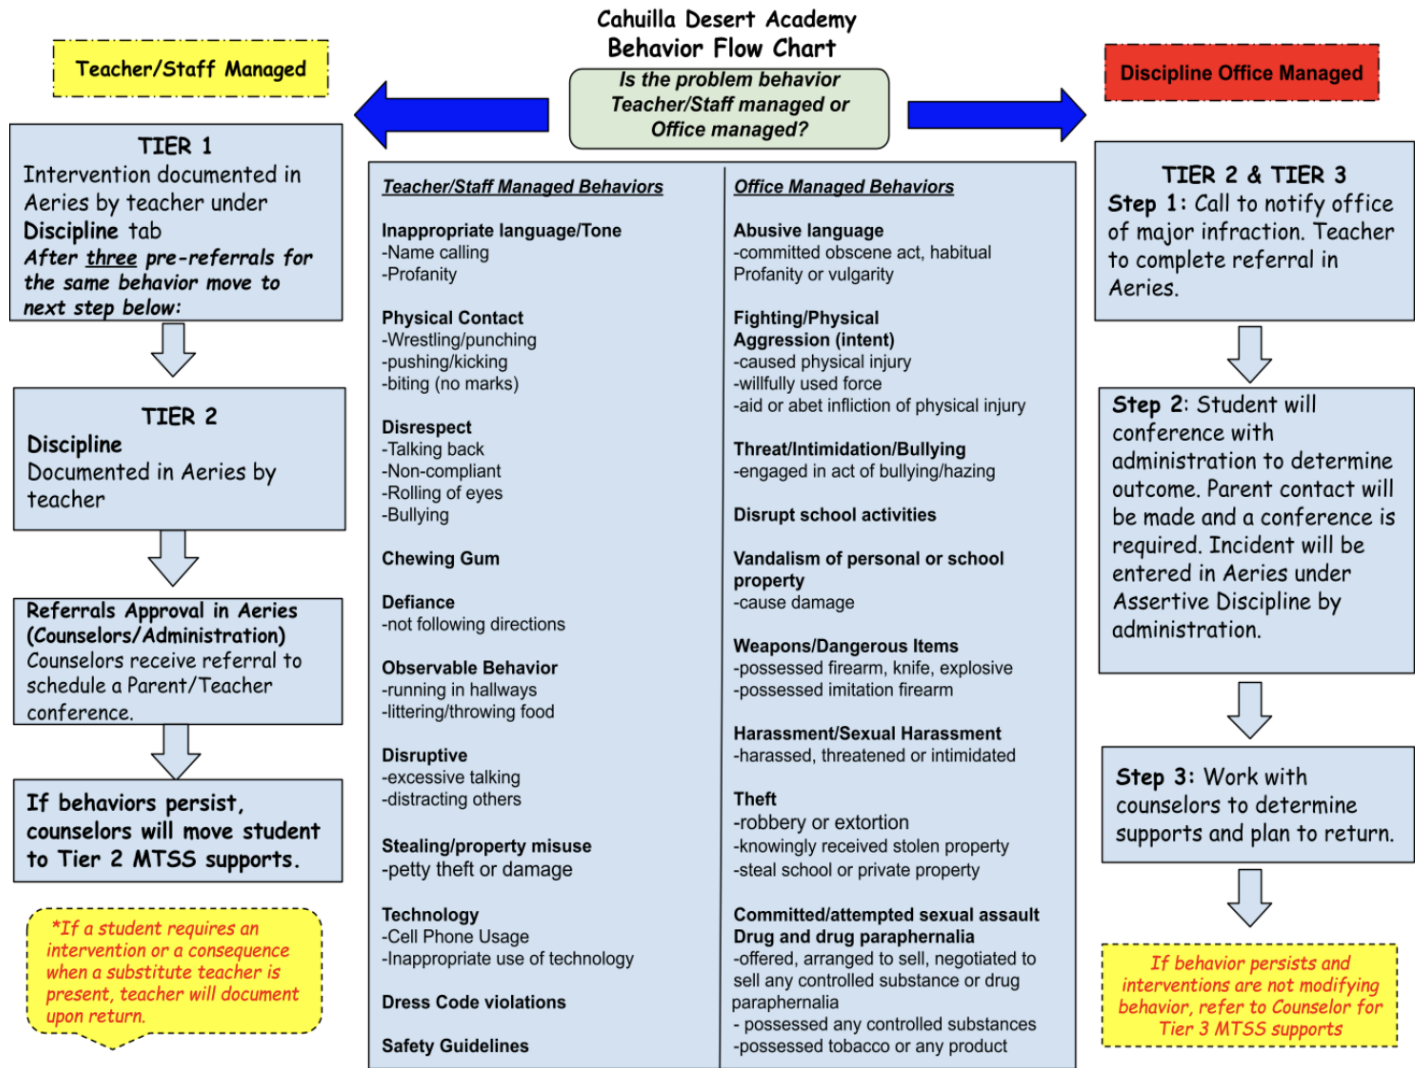 Cahuilla Desert Academy
Behavior Flow Chart
Teacher/Staff Managed
Is the problem behavior
Teacher/Staff managed or
Office managed?
Discipline Office Managed
TIER 1
Intervention documented in
Aeries by teacher under
Discipline tab
After three pre-referrals for
the same behavior move to
next step below:
TIER 2
Discipline
Documented in Aeries by
teacher
Referrals Approval in Aeries
(Counselors/Administration)
Counselors receive referral to
schedule a Parent/Teacher
conference.
If behaviors persist,
counselors will move student
to Tier 2 MTSS supports.
*If a student requires an
intervention or a consequence
when a substitute teacher is
present, teacher will document
upon return.
Teacher/Staff Managed Behaviors
Inappropriate language/Tone
-Name calling
-Profanity
Physical Contact
-Wrestling/punching
-pushing/kicking
-biting (no marks)
Disrespect
-Talking back
-Non-compliant
-Rolling of eyes
-Bullying
Chewing Gum
Defiance
-not following directions
Observable Behavior
-running in hallways
-littering/throwing food
Disruptive
-excessive talking
-distracting others
Stealing/property misuse
-petty theft or damage
Technology
-Cell Phone Usage
-Inappropriate use of technology
Dress Code violations
Safety Guidelines
Office Managed Behaviors
Abusive language
-committed obscene act, habitual
Profanity or vulgarity
Fighting/Physical
Aggression (intent)
-caused physical injury
-willfully used force
-aid or abet infliction of physical injury
Threat/Intimidation/Bullying
-engaged in act of bullying/hazing
Disrupt school activities
Vandalism of personal or school
property
-cause damage
Weapons/Dangerous Items
-possessed firearm, knife, explosive
-possessed imitation firearm
Harassment/Sexual Harassment
-harassed, threatened or intimidated
Theft
-robbery or extortion
-knowingly received stolen property
-steal school or private property
Committed/attempted sexual assault
Drug and drug paraphernalia
-offered, arranged to sell, negotiated to
sell any controlled substance or drug
paraphernalia
- possessed any controlled substances
-possessed tobacco or any product
TIER 2 & TIER 3
Step 1: Call to notify office
of major infraction. Teacher
to complete referral in
Aeries.
Step 2: Student will
conference with
administration to determine
outcome. Parent contact will
be made and a conference is
required. Incident will be
entered in Aeries under
Assertive Discipline by
administration.
Step 3: Work with
counselors to determine
supports and plan to return.
If behavior persists and
interventions are not modifying
behavior, refer to Counselor for
Tier 3 MTSS supports